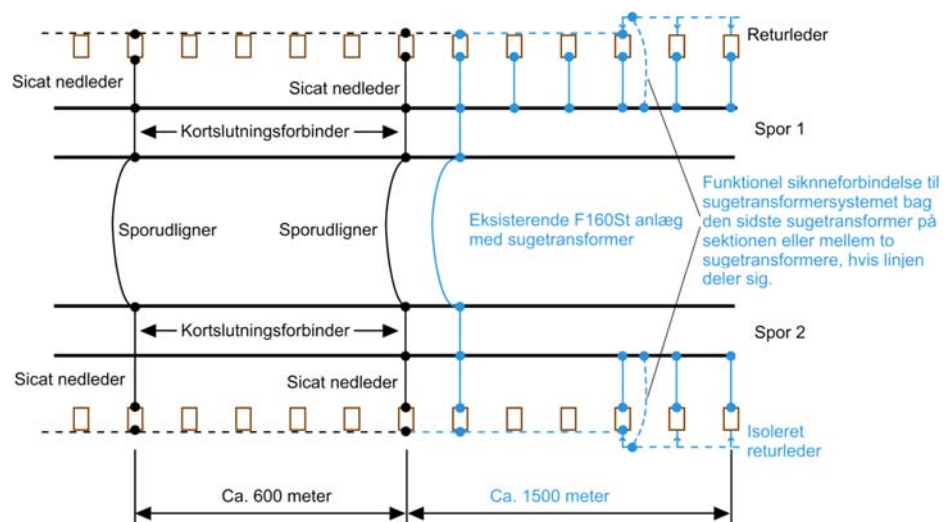 Returleder
Sicat nedleder
Sicat nedleder
Spor 1
Kortslutningsforbinder
Funktionel siknneforbindelse til
sugetransformersystemet bag
den sidste sugetransformer på
sektionen eller mellem to
sugetransformere, hvis linjen
deler sig.
Sporudligner
Sporudligner
Eksisterende F160St anlæg
med sugetransformer
Kortslutningsforbinder
Spor 2
Sicat nedleder
Sicat nedleder
Isoleret
returleder
Ca. 600 meter
Ca. 1500 meter